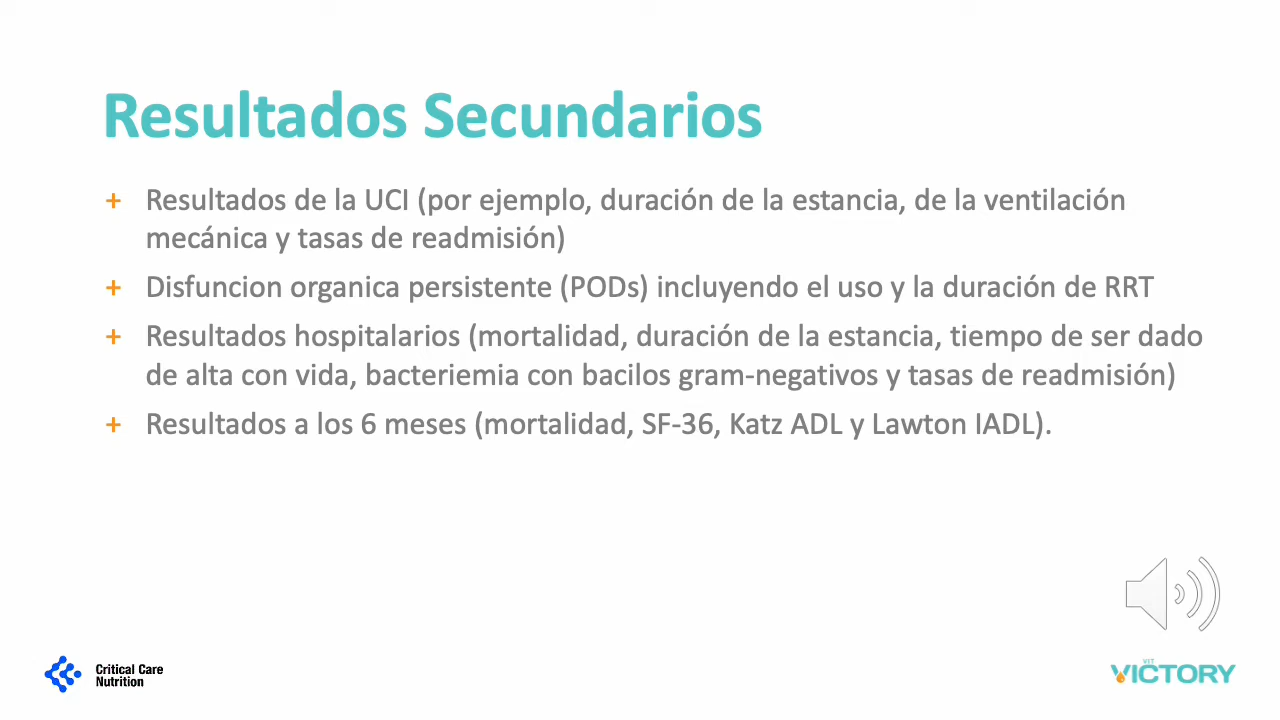 Resultados Secundarios
+ Resultados de la UCI (por ejemplo, duración de la estancia, de la ventilación
mecánica y tasas de readmisión)
+ Disfuncion organica persistente (PODs) incluyendo el uso y la duración de RRT
+ Resultados hospitalarios (mortalidad, duración de la estancia, tiempo de ser dado
de alta con vida, bacteriemia con bacilos gram-negativos y tasas de readmisión)
+ Resultados a los 6 meses (mortalidad, SF-36, Katz ADL y Lawton IADL).
Critical Care
Nutrition
VET
VICTORY